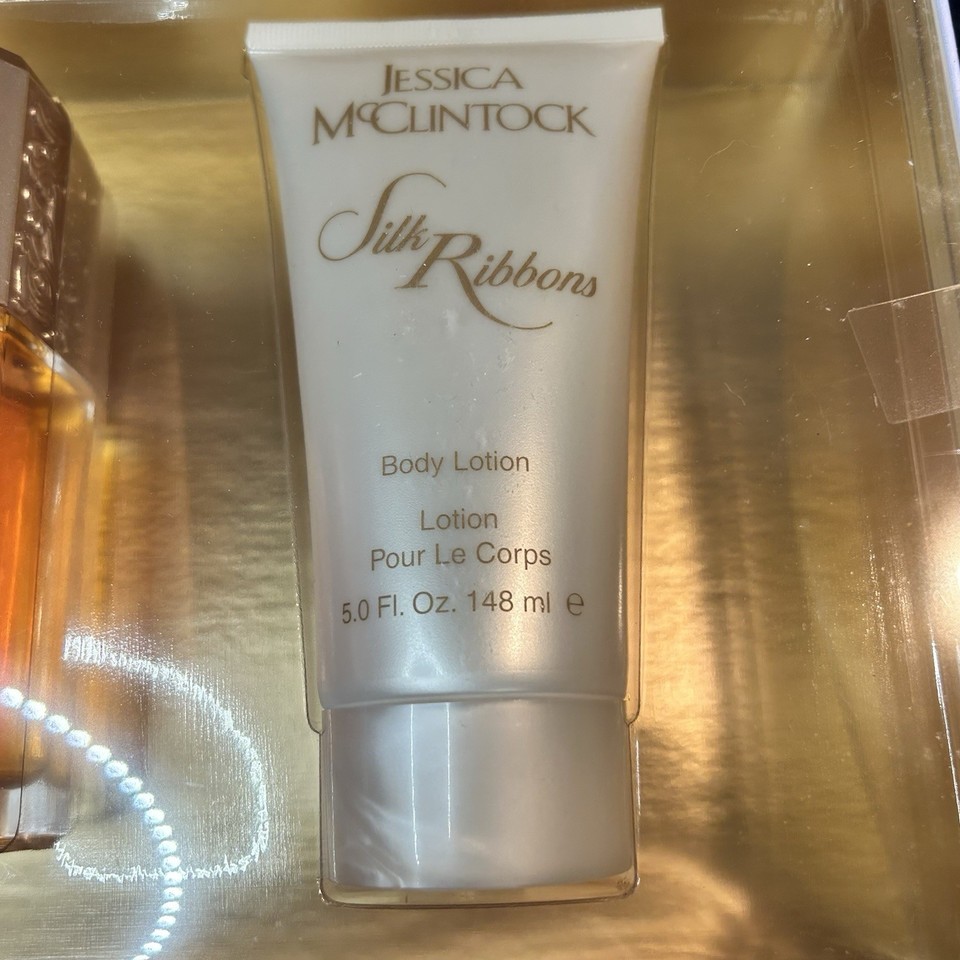 JESSICA
McCLINTOCK
Silk
Ribbons
Body Lotion
Lotion
Pour Le Corps
5.0 Fl. Oz. 148 ml ℮